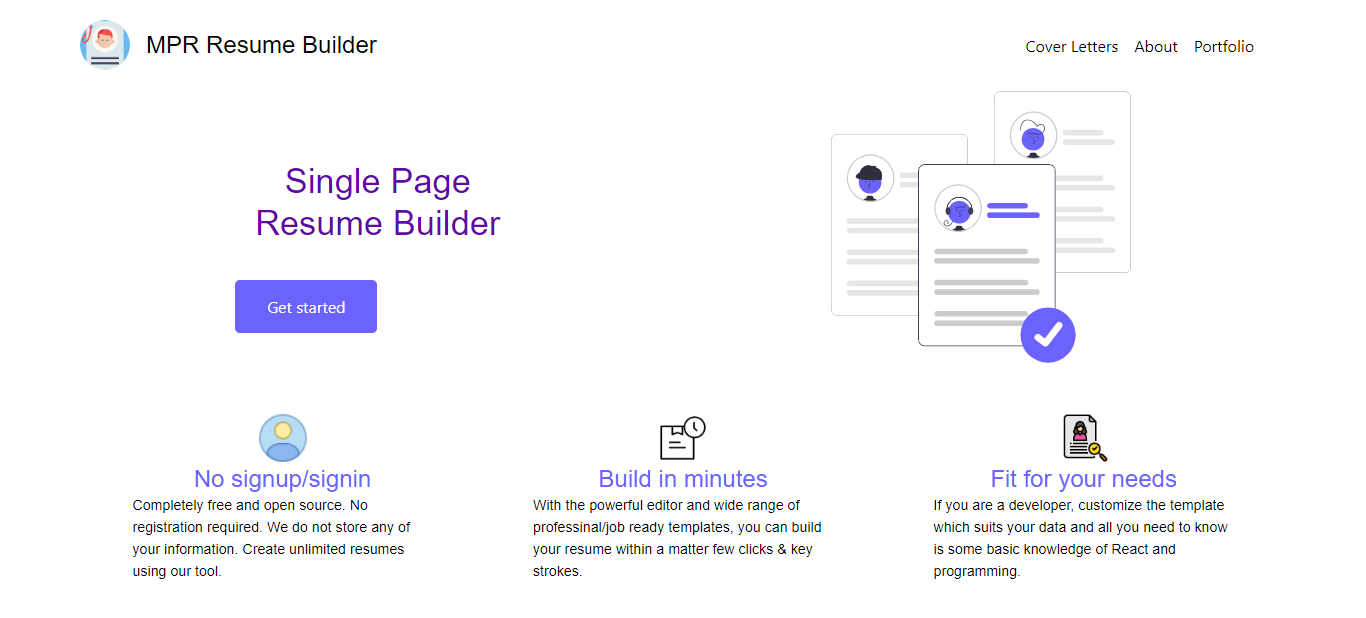 MPR Resume Builder
Cover Letters About Portfolio
Single Page
Resume Builder
Get started
No signup/signin
Completely free and open source. No
registration required. We do not store any of
your information. Create unlimited resumes
using our tool.
Build in minutes
With the powerful editor and wide range of
professinal/job ready templates, you can build
your resume within a matter few clicks & key
strokes.
Fit for your needs
If you are a developer, customize the template
which suits your data and all you need to know
is some basic knowledge of React and
programming.